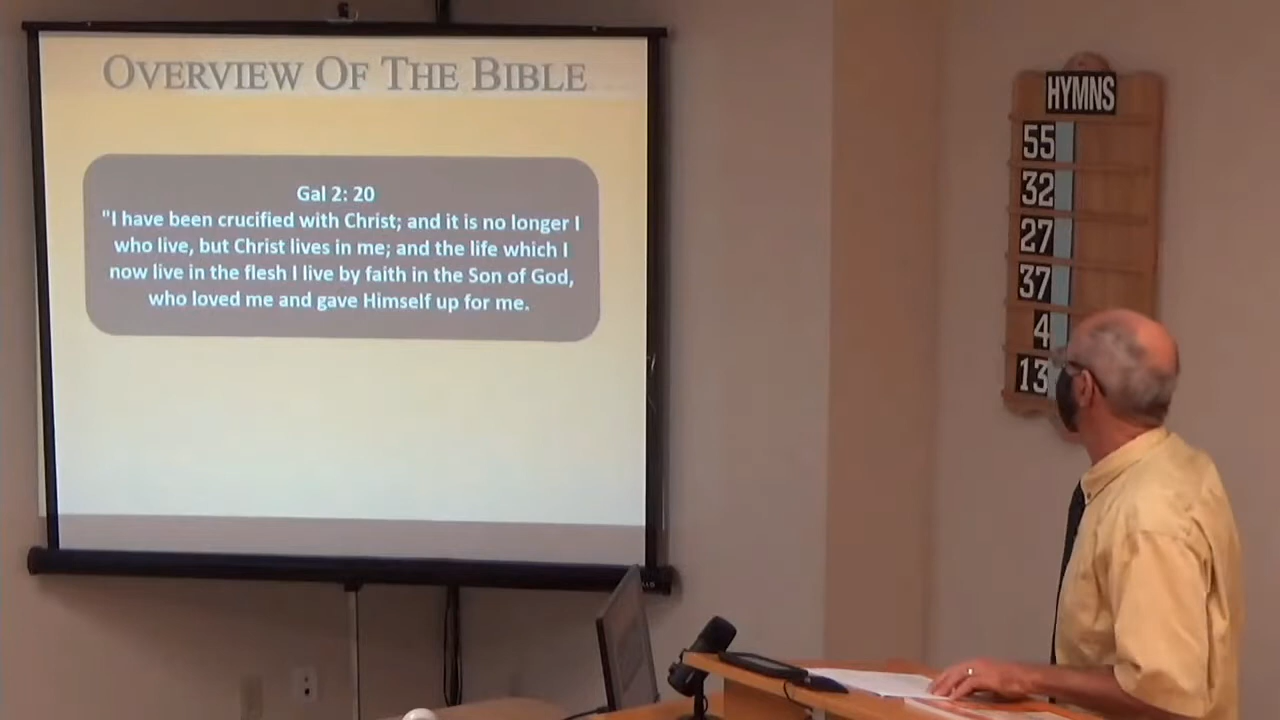 OVERVIEW OF THE BIBLE
Gal 2: 20
"I have been crucified with Christ; and it is no longer I
who live, but Christ lives in me; and the life which I
now live in the flesh I live by faith in the Son of God,
who loved me and gave Himself up for me.
HYMNS
55
32
27
37
4
13